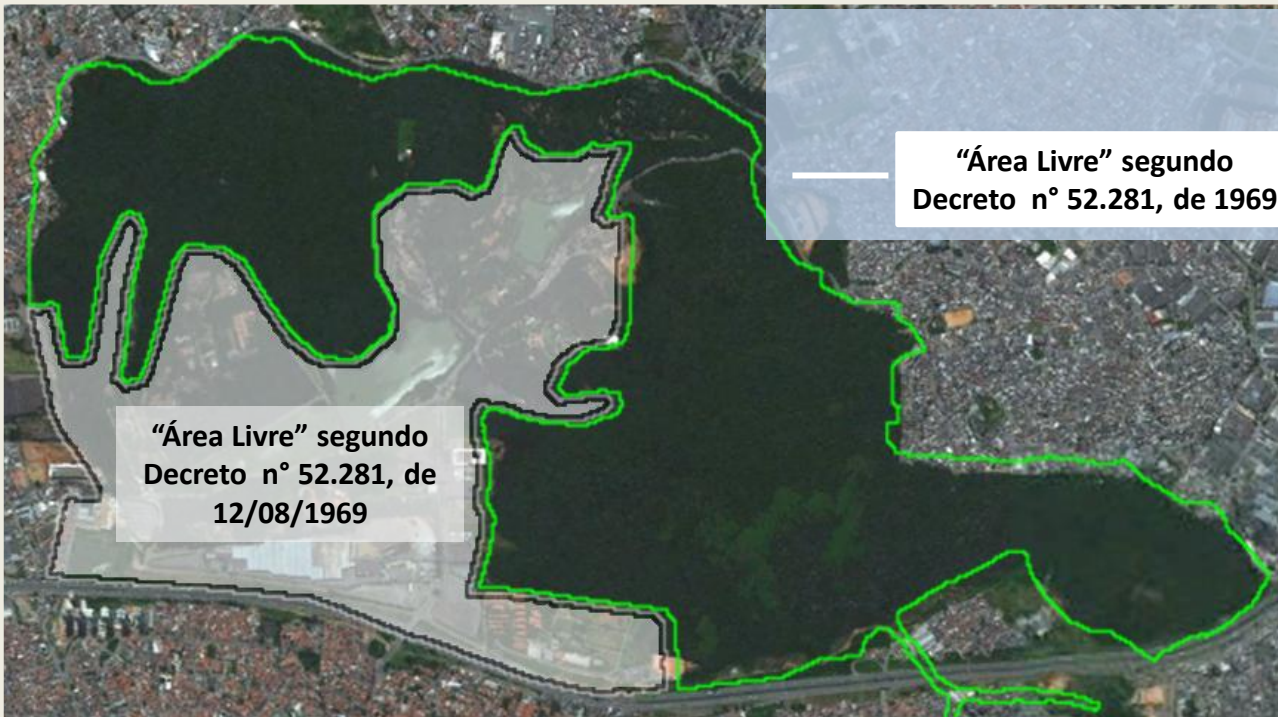 “Área Livre” segundo
Decreto n° 52.281, de 1969
“Área Livre” segundo
Decreto n° 52.281, de
12/08/1969